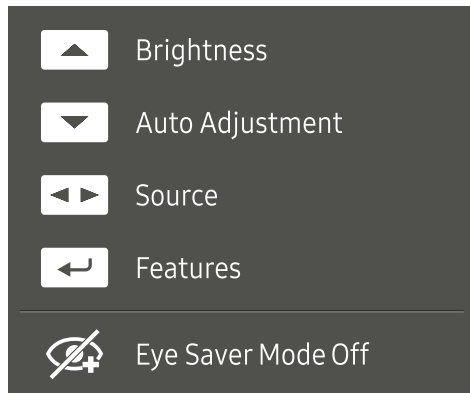 Brightness
Auto Adjustment
Source
Features
Eye Saver Mode Off